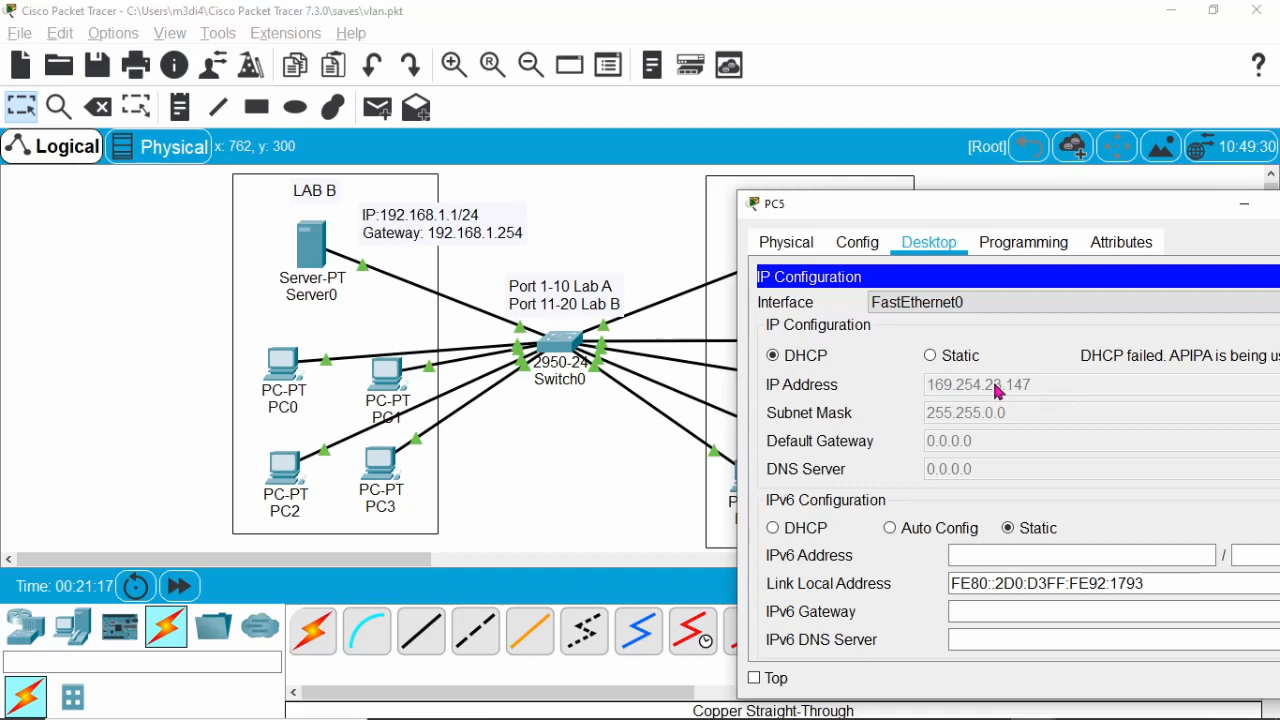 Cisco Packet Tracer - C:\Users\m3di4\Cisco Packet Tracer 7.3.0\saves\vlan.pkt
File Edit Options View Tools Extensions Help
Logical Physical x: 762, y: 300 [Root] 10:49:30
LAB B
IP:192.168.1.1/24
Gateway: 192.168.1.254
Server-PT
Server0
Port 1-10 Lab A
Port 11-20 Lab B
2950-24
Switch0
PC-PT
PC0
PC-PT
PC1
PC-PT
PC2
PC-PT
PC3
PC5
Physical Config Desktop Programming Attributes
IP Configuration
Interface FastEthernet0
IP Configuration
DHCP Static DHCP failed. APIPA is being
IP Address 169.254.23.147
Subnet Mask 255.255.0.0
Default Gateway 0.0.0.0
DNS Server 0.0.0.0
IPv6 Configuration
DHCP Auto Config Static
IPv6 Address /
Link Local Address FE80::2D0:D3FF:FE92:1793
IPv6 Gateway
IPv6 DNS Server
Top
Time: 00:21:17
Copper Straight-Through